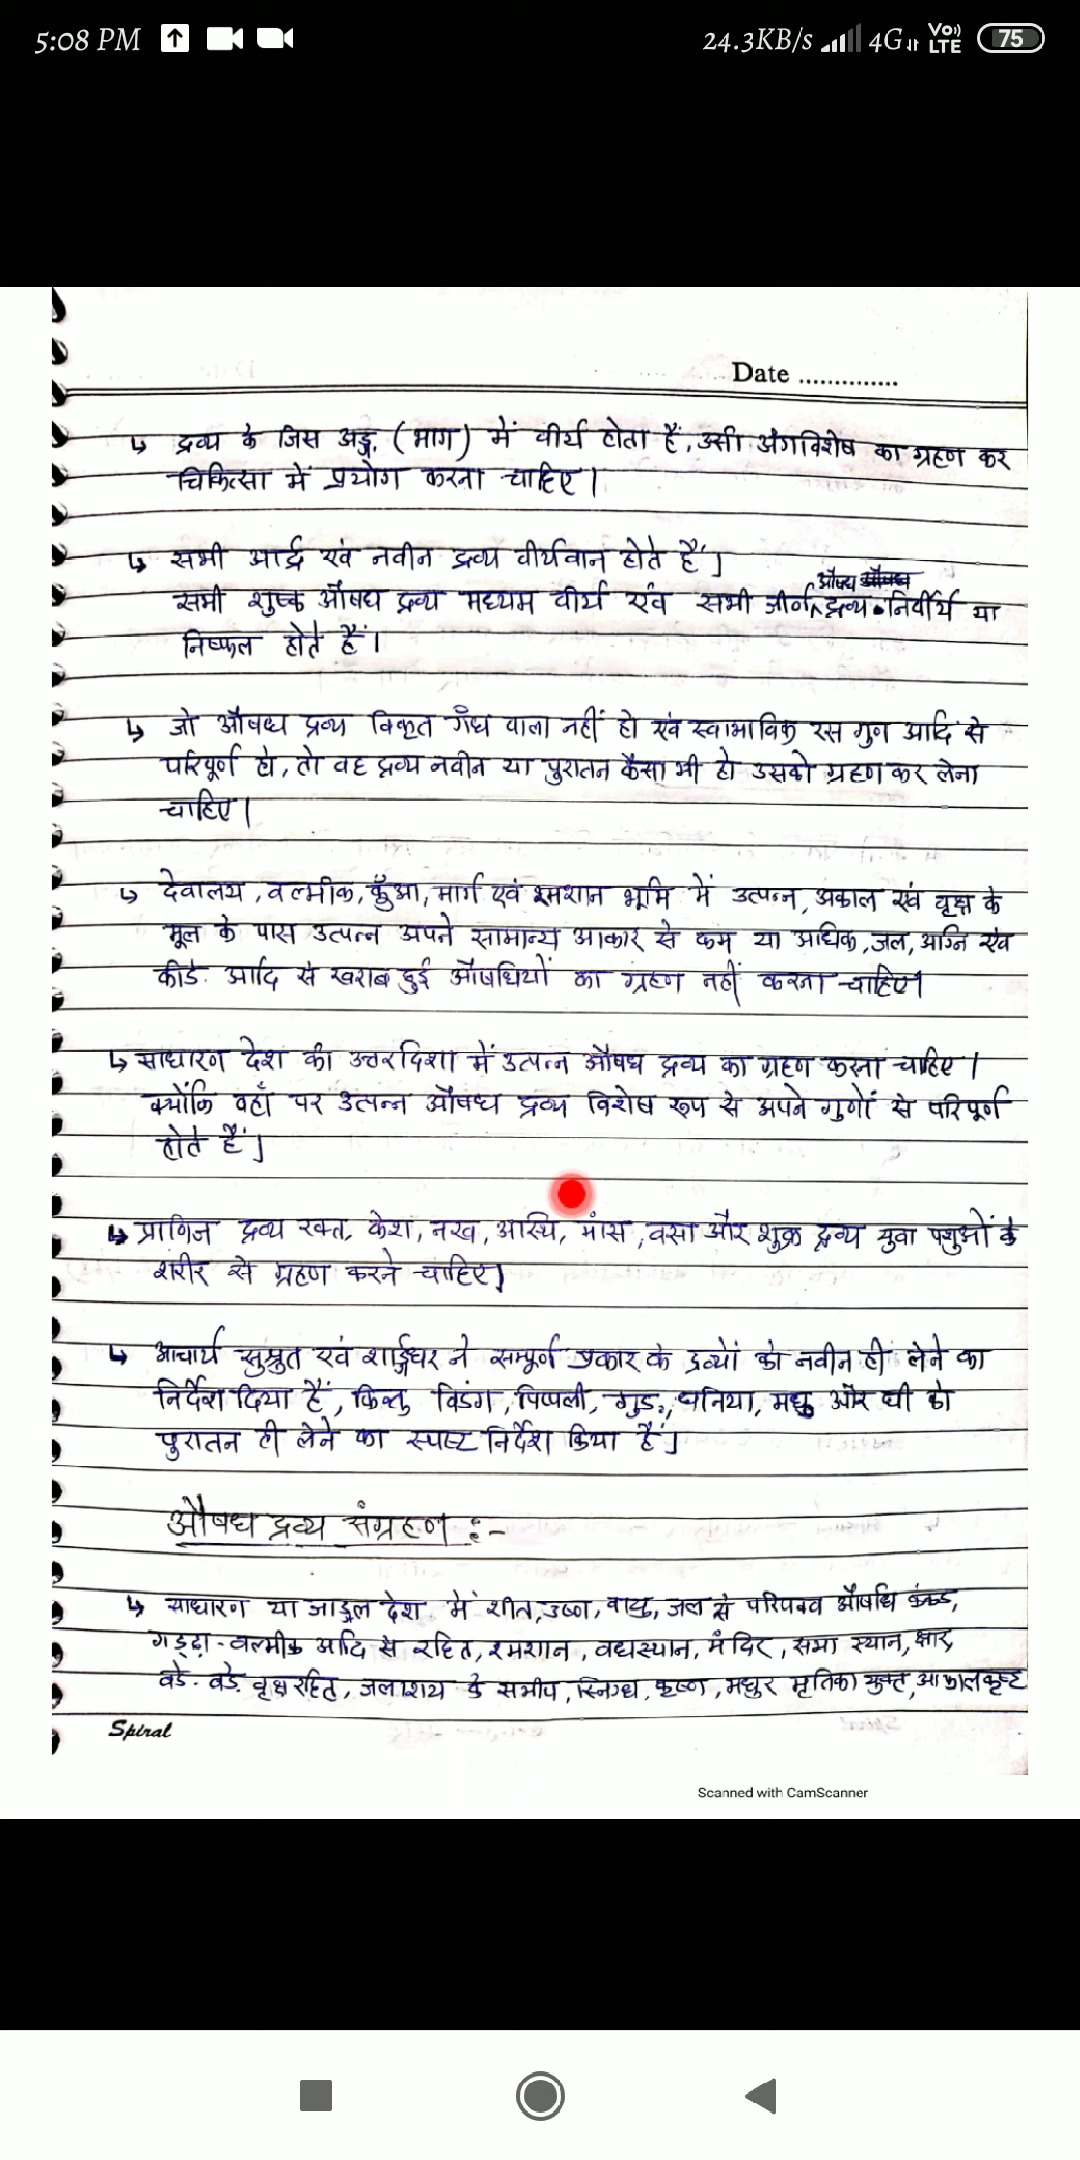 5:08 PM 24.3KB/s 4G Vo)) LTE 75
Date ..............
↳ द्रव्य के जिस अङ्ग (भाग) में वीर्य होता है, उसी अंगविशेष का ग्रहण कर
चिकित्सा में प्रयोग करना चाहिए।
↳ सभी आर्द्र एवं नवीन द्रव्य वीर्यवान होते हैं।
औषध
सभी शुष्क औषध द्रव्य मध्यम वीर्य एवं सभी जीर्ण द्रव्य निर्वीर्य या
निष्फल होते हैं।
↳ जो औषध द्रव्य विकृत गँध वाला नहीं हो एवं स्वाभाविक रस गुण आदि से
परिपूर्ण हो, तो वह द्रव्य नवीन या पुरातन कैसा भी हो उसको ग्रहण कर लेना
चाहिए।
↳ देवालय, वल्मीक, कुँआ, मार्ग एवं श्मशान भूमि में उत्पन्न, अकाल एवं वृक्ष के
मूल के पास उत्पन्न अपने सामान्य आकार से कम या अधिक, जल, अग्नि एंव
कीडे आदि से खराब हुई औषधियों का ग्रहण नहीं करना चाहिए।
↳ साधारण देश की उत्तरदिशा में उत्पन्न औषध द्रव्य का ग्रहण करना चाहिए।
क्योंकि वहाँ पर उत्पन्न औषध द्रव्य विशेष रूप से अपने गुणों से परिपूर्ण
होते हैं।
↳ प्राणिज द्रव्य रक्त, केश, नख, अस्थि, मांस, वसा और शुक्र द्रव्य युवा पशुओं के
शरीर से ग्रहण करने चाहिए।
↳ आचार्य सुश्रुत एवं शार्ङ्गधर ने सम्पूर्ण प्रकार के द्रव्यों को नवीन ही लेने का
निर्देश दिया हैं, किन्तु विडंग, पिप्पली, गुड, धनिया, मधु और घी को
पुरातन ही लेने का स्पष्ट निर्देश किया हैं।
औषध द्रव्य संग्रहण :-
↳ साधारण या जाङ्गल देश में शीत, उष्ण, वायु, जल से परिपक्व औषधि कंकड,
गड्ढा-वल्मीक आदि से रहित, श्मशान, वधस्थान, मंदिर, सभा स्थान, क्षार,
बडे-बडे वृक्ष रहित, जलाशय के समीप, स्निग्ध, कृष्ण, मधुर मृतिका युक्त,
Spiral
Scanned with CamScanner